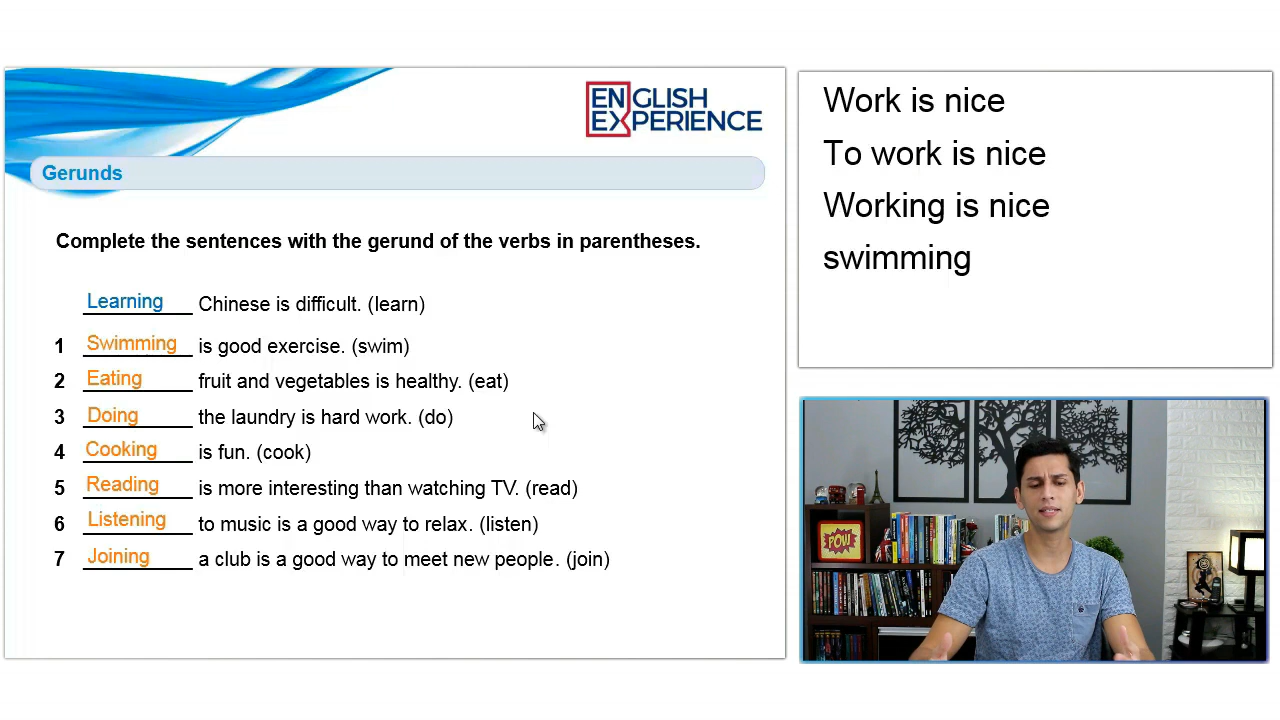 ENGLISH
EXPERIENCE
Gerunds
Complete the sentences with the gerund of the verbs in parentheses.
Learning Chinese is difficult. (learn)
1 Swimming is good exercise. (swim)
2 Eating fruit and vegetables is healthy. (eat)
3 Doing the laundry is hard work. (do)
4 Cooking is fun. (cook)
5 Reading is more interesting than watching TV. (read)
6 Listening to music is a good way to relax. (listen)
7 Joining a club is a good way to meet new people. (join)
Work is nice
To work is nice
Working is nice
swimming
POW!